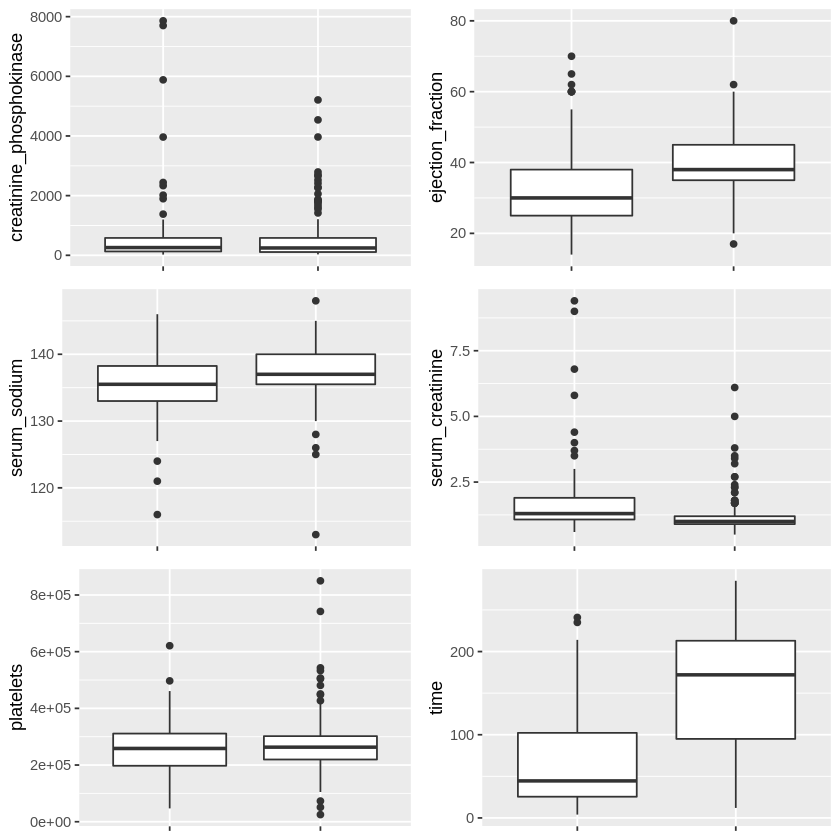 creatinine_phosphokinase
8000
6000
4000
2000
0
ejection_fraction
80
60
40
20
serum_sodium
140
130
120
serum_creatinine
7.5
5.0
2.5
platelets
8e+05
6e+05
4e+05
2e+05
0e+00
time
200
100
0